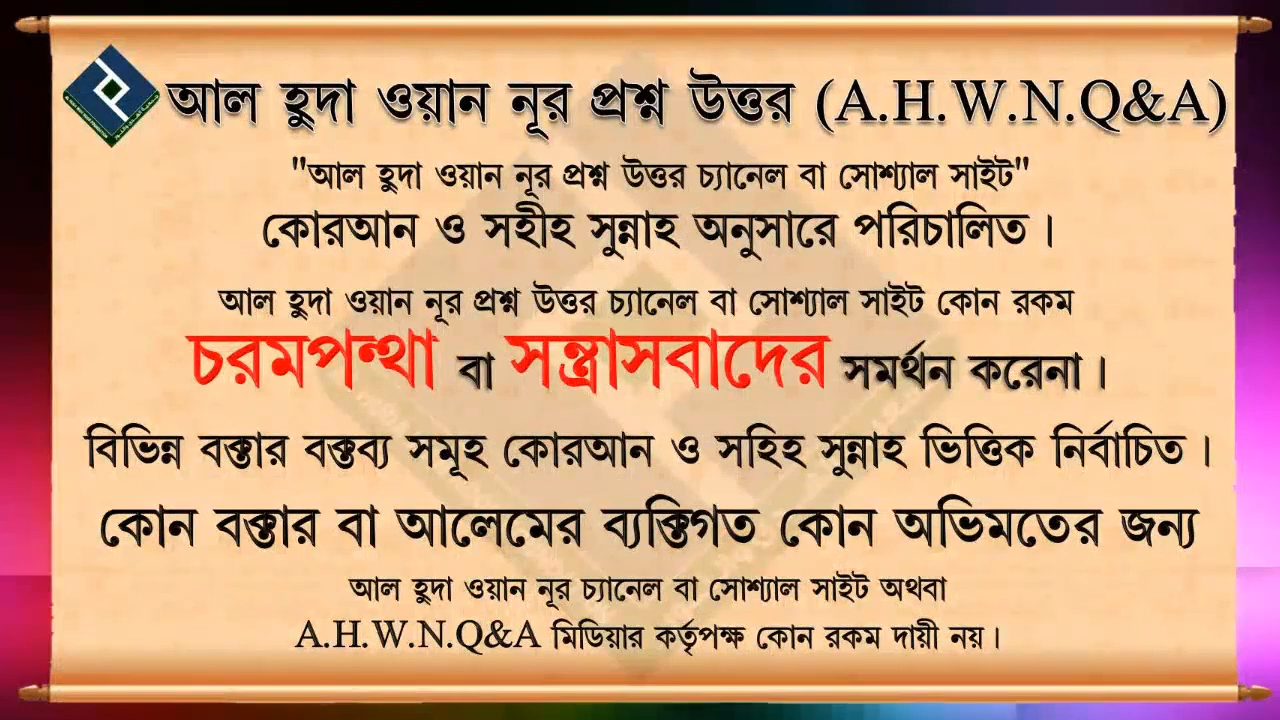 আল হুদা ওয়ান নূর প্রশ্ন উত্তর (A.H.W.N.Q&A)
"আল হুদা ওয়ান নূর প্রশ্ন উত্তর চ্যানেল বা সোশ্যাল সাইট"
কোরআন ও সহীহ সুন্নাহ অনুসারে পরিচালিত।
আল হুদা ওয়ান নূর প্রশ্ন উত্তর চ্যানেল বা সোশ্যাল সাইট কোন রকম
চরমপন্থা বা সন্ত্রাসবাদের সমর্থন করেনা।
বিভিন্ন বক্তার বক্তব্য সমূহ কোরআন ও সহিহ সুন্নাহ ভিত্তিক নির্বাচিত।
কোন বক্তার বা আলেমের ব্যক্তিগত কোন অভিমতের জন্য
আল হুদা ওয়ান নূর চ্যানেল বা সোশ্যাল সাইট অথবা
A.H.W.N.Q&A মিডিয়ার কর্তৃপক্ষ কোন রকম দায়ী নয়।